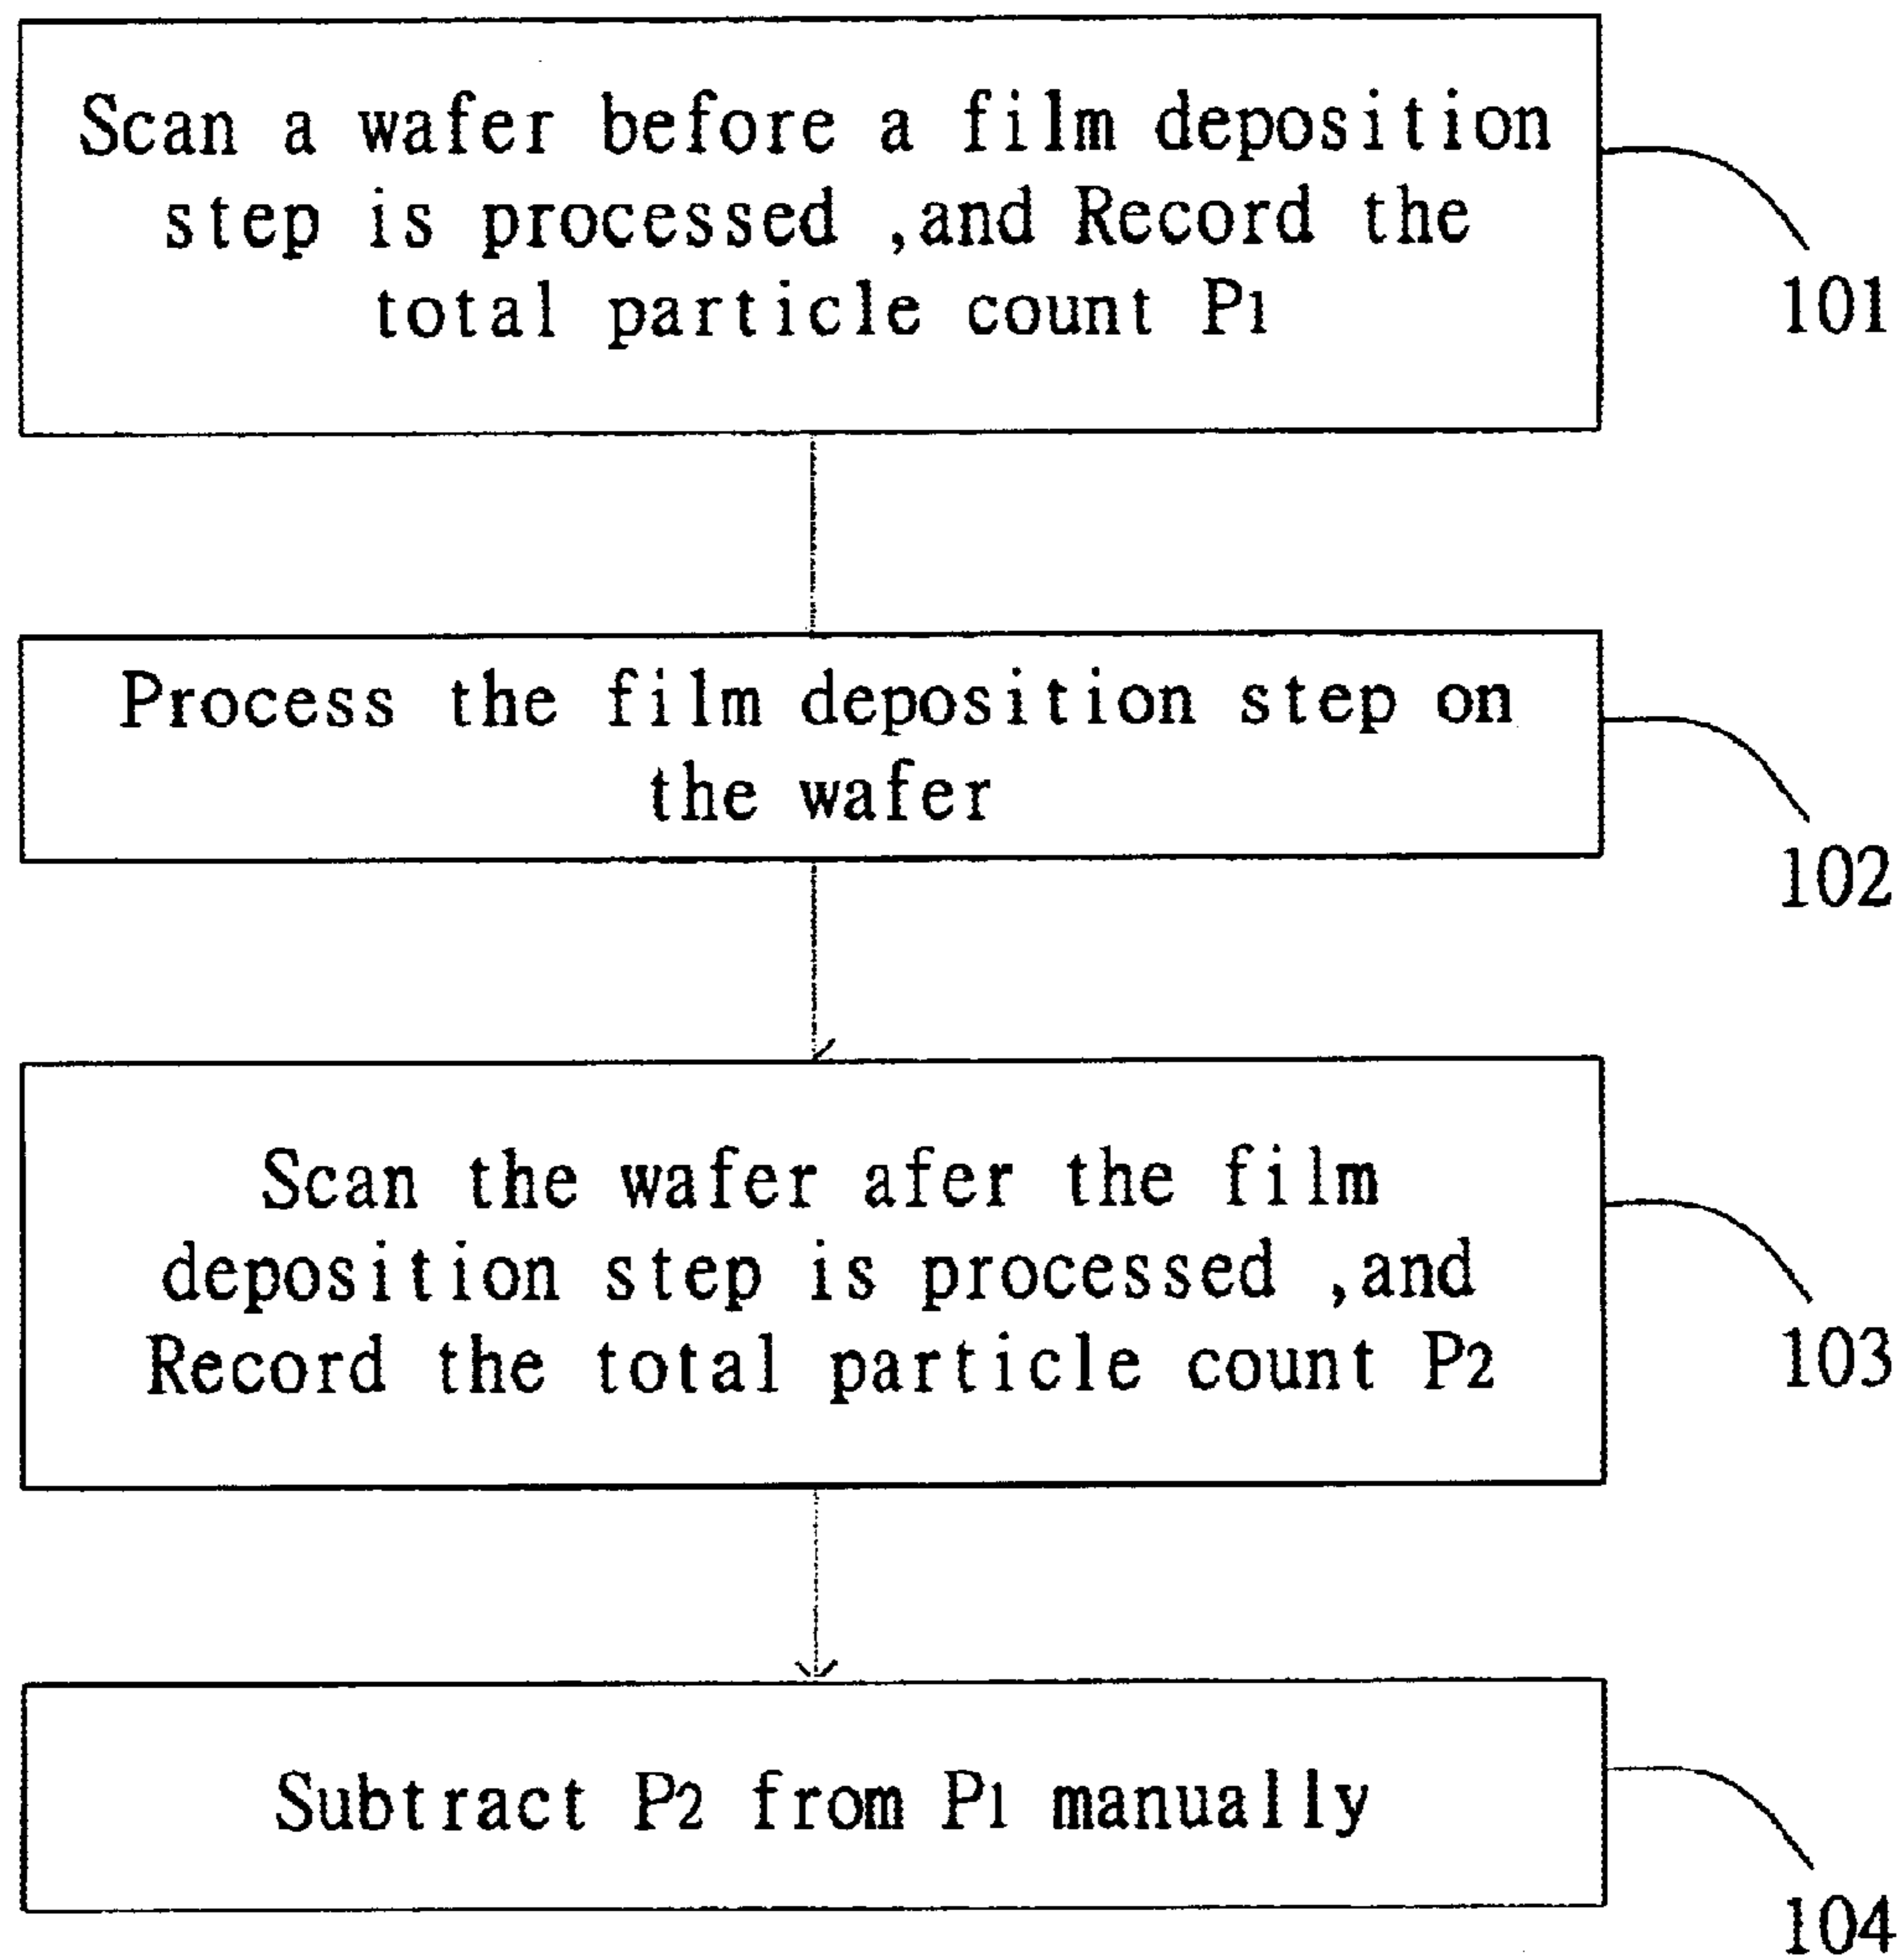 Scan a wafer before a film deposition
step is processed ,and Record the
total particle count P1
101
Process the film deposition step on
the wafer
102
Scan the wafer afer the film
deposition step is processed ,and
Record the total particle count P2
103
Subtract P2 from P1 manually
104